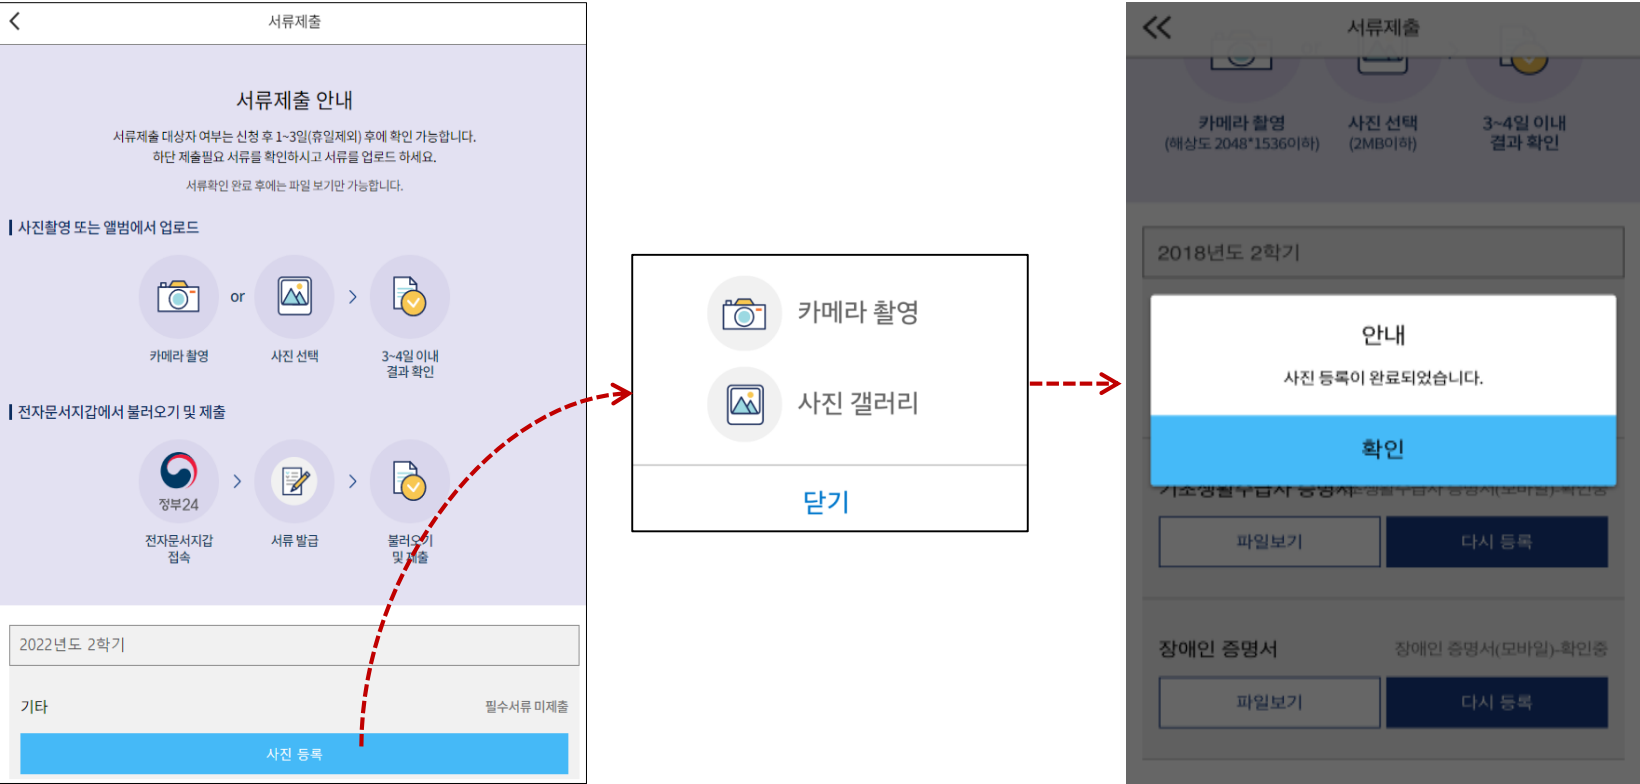 서류제출
서류제출 안내
서류제출 대상자 여부는 신청 후 1~3일(휴일제외) 후에 확인 가능합니다.
하단 제출필요 서류를 확인하시고 서류를 업로드 하세요.
서류확인 완료 후에는 파일 보기만 가능합니다.
사진촬영 또는 앨범에서 업로드
or
카메라 촬영
사진 선택
3~4일 이내
결과 확인
전자문서지갑에서 불러오기 및 제출
정부24
전자문서지갑
접속
서류 발급
불러오기
및 제출
2022년도 2학기
기타
필수서류 미제출
사진 등록
카메라 촬영
사진 갤러리
닫기
서류제출
카메라 촬영
(해상도 2048*1536이하)
사진 선택
(2MB이하)
3~4일 이내
결과 확인
2018년도 2학기
안내
사진 등록이 완료되었습니다.
확인
기초생활수급자 증명서
파일보기
다시 등록
장애인 증명서
장애인 증명서(모바일)-확인중
파일보기
다시 등록